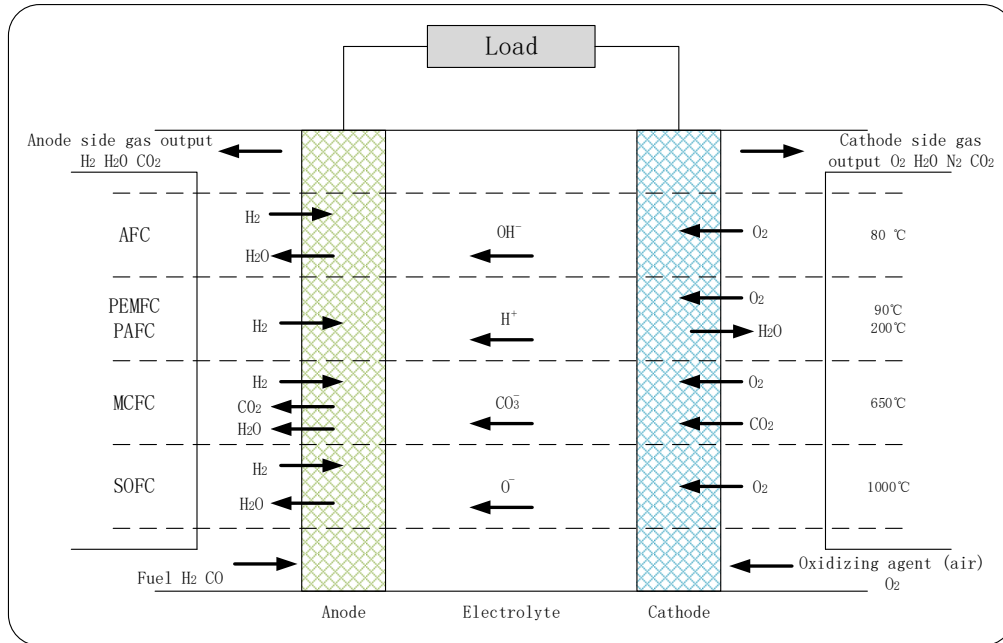 Load
Anode side gas output
H₂ H₂O CO₂
Cathode side gas
output O₂ H₂O N₂ CO₂
AFC
H₂
H₂O
OH⁻
O₂
80 ℃
PEMFC
PAFC
H₂
H⁺
O₂
H₂O
90℃
200℃
MCFC
H₂
CO₂
H₂O
CO₃⁻
O₂
CO₂
650℃
SOFC
H₂
H₂O
O⁻
O₂
1000℃
Fuel H₂ CO
Oxidizing agent (air)
O₂
Anode
Electrolyte
Cathode